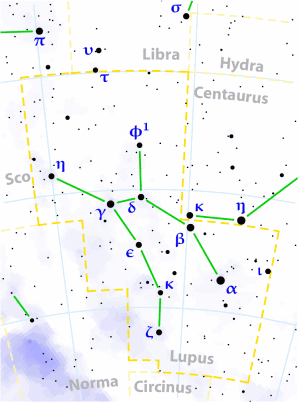 σ
π
υ
Libra
Hydra
τ
Centaurus
ϕ¹
Sco
η
γ
δ
κ
η
β
ϵ
ι
κ
α
ζ
Lupus
Norma
Circinus